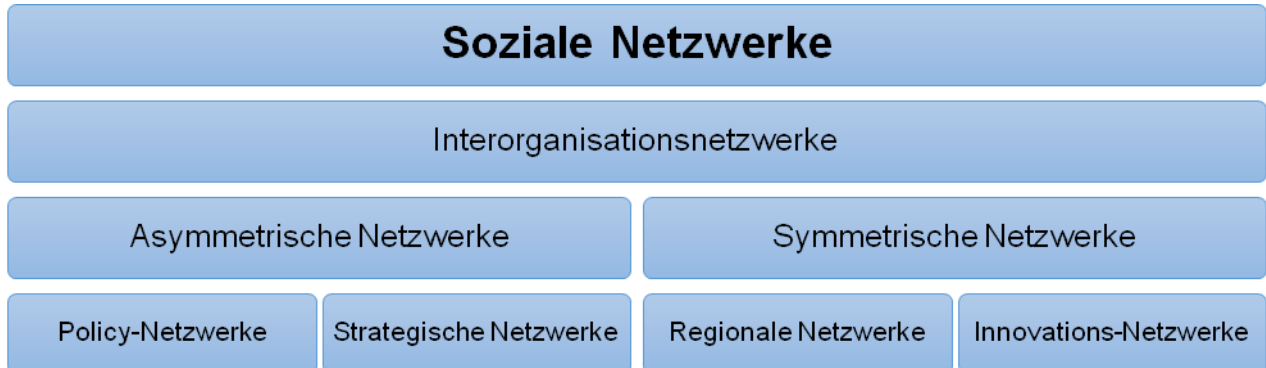 Soziale Netzwerke
Interorganisationsnetzwerke
Asymmetrische Netzwerke
Symmetrische Netzwerke
Policy-Netzwerke
Strategische Netzwerke
Regionale Netzwerke
Innovations-Netzwerke